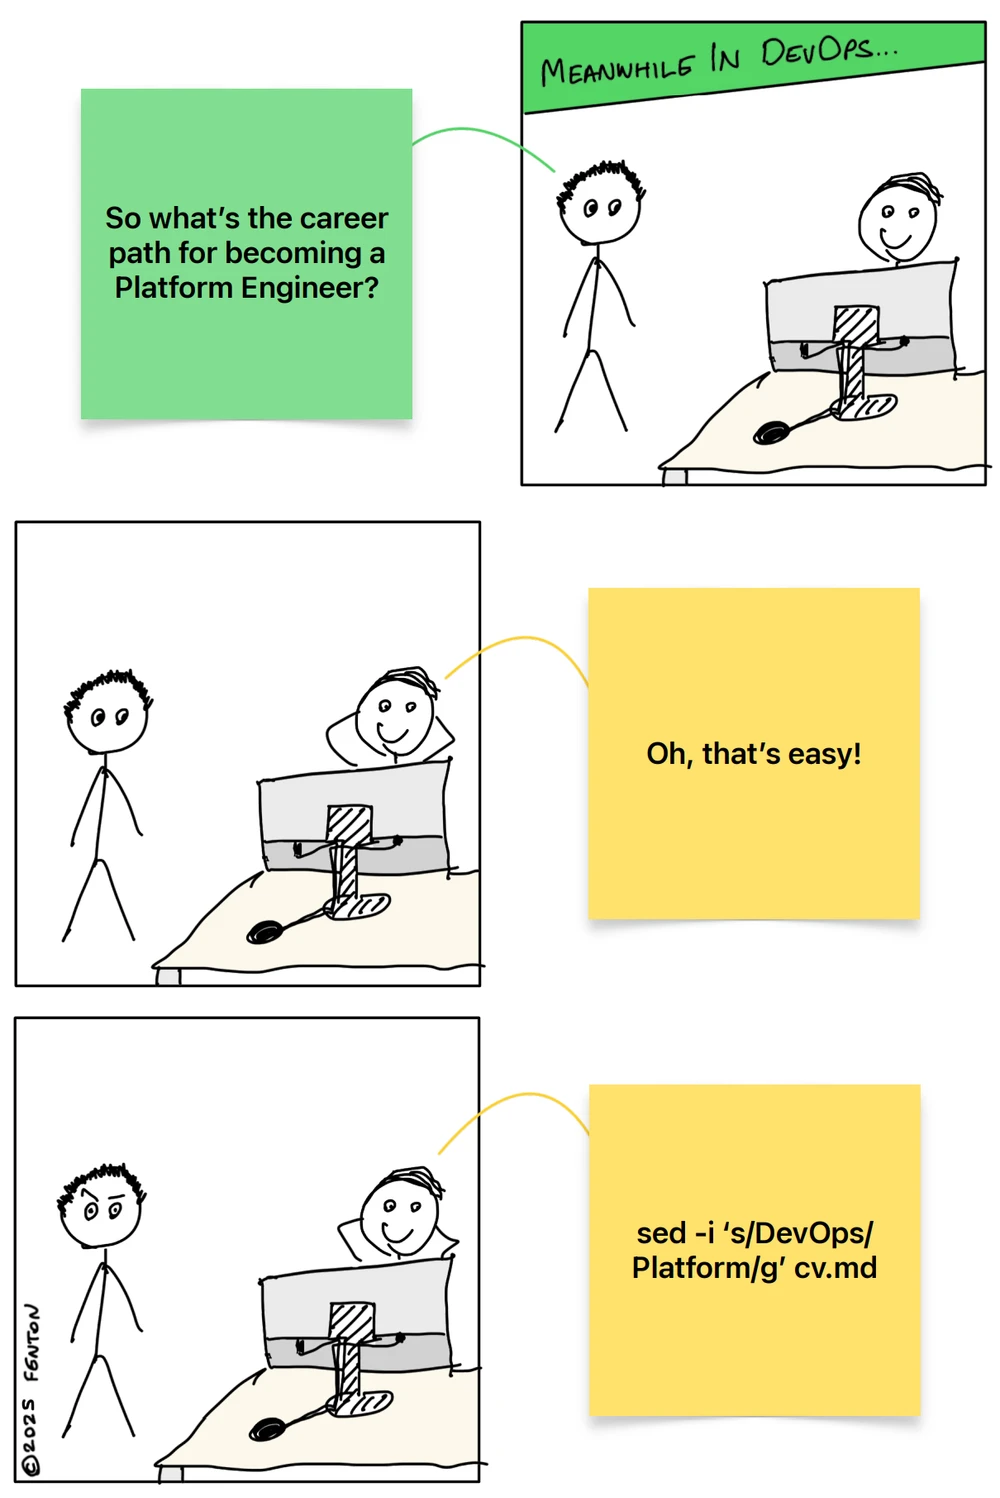 MEANWHILE IN DEVOPS...
So what’s the career
path for becoming a
Platform Engineer?
Oh, that’s easy!
sed -i ‘s/DevOps/
Platform/g’ cv.md
©2025 FENTON